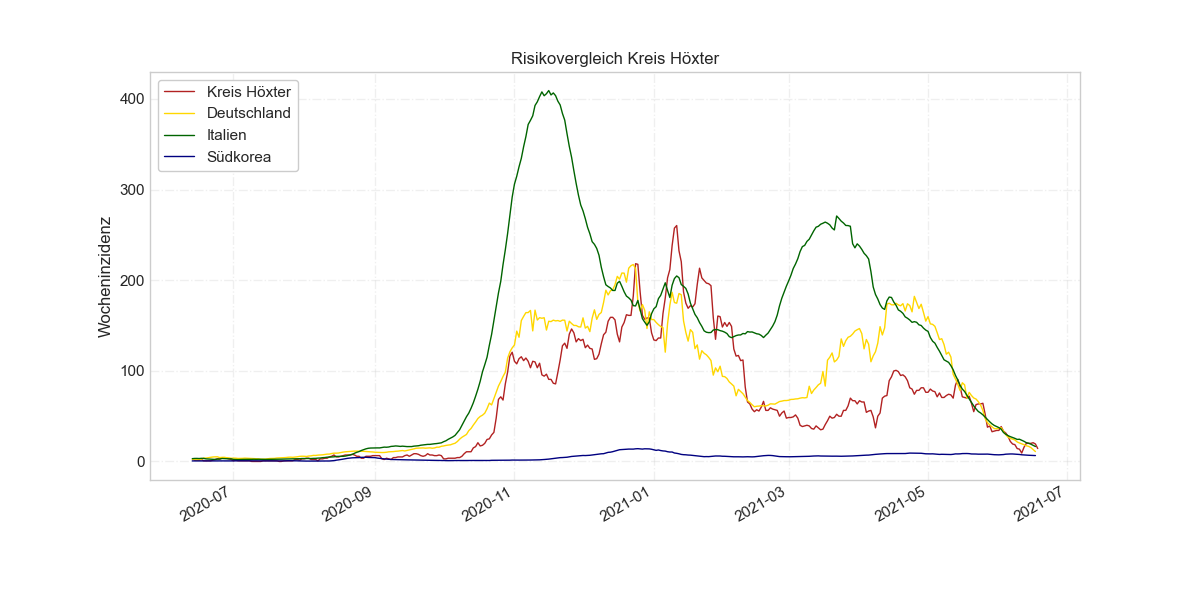 Risikovergleich Kreis Höxter
Kreis Höxter
Deutschland
Italien
Südkorea
Wocheninzidenz
400
300
200
100
0
2020-07
2020-09
2020-11
2021-01
2021-03
2021-05
2021-07